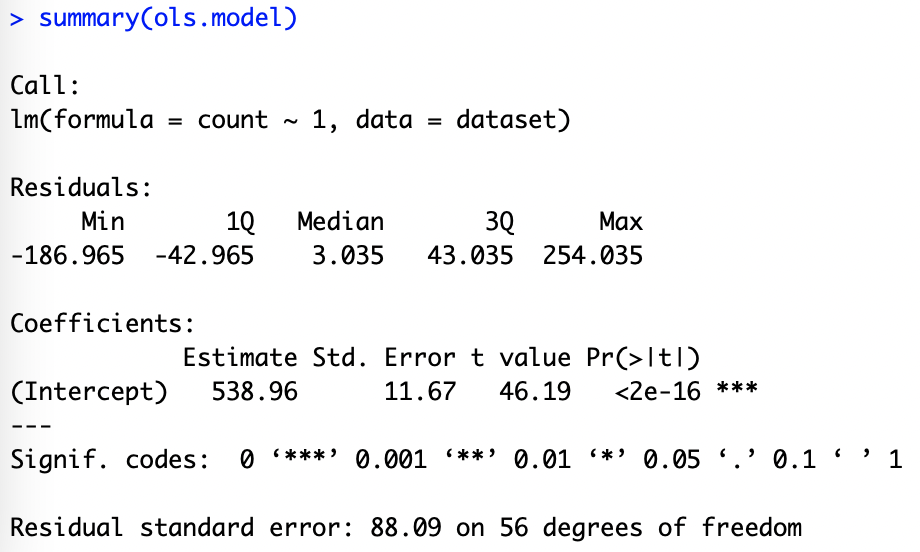 > summary(ols.model)
Call:
lm(formula = count ~ 1, data = dataset)
Residuals:
     Min       1Q   Median       3Q      Max
-186.965  -42.965    3.035   43.035  254.035
Coefficients:
            Estimate Std. Error t value Pr(>|t|)
(Intercept)   538.96      11.67   46.19   <2e-16 ***
---
Signif. codes:  0 ‘***’ 0.001 ‘**’ 0.01 ‘*’ 0.05 ‘.’ 0.1 ‘ ’ 1
Residual standard error: 88.09 on 56 degrees of freedom